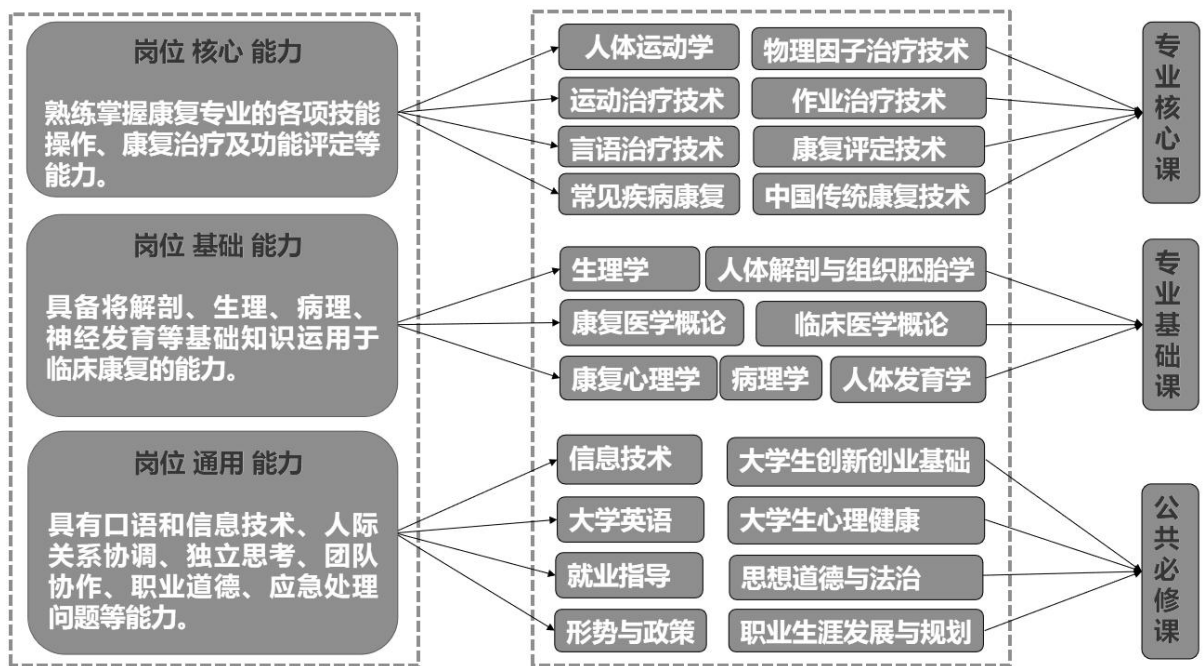 岗位 核心 能力
熟练掌握康复专业的各项技能
操作、康复治疗及功能评定等
能力。
岗位 基础 能力
具备将解剖、生理、病理、
神经发育等基础知识运用于
临床康复的能力。
岗位 通用 能力
具有口语和信息技术、人际
关系协调、独立思考、团队
协作、职业道德、应急处理
问题等能力。
人体运动学
物理因子治疗技术
运动治疗技术
作业治疗技术
言语治疗技术
康复评定技术
常见疾病康复
中国传统康复技术
生理学
人体解剖与组织胚胎学
康复医学概论
临床医学概论
康复心理学
病理学
人体发育学
信息技术
大学生创新创业基础
大学英语
大学生心理健康
就业指导
思想道德与法治
形势与政策
职业生涯发展与规划
专业核心课
专业基础课
公共必修课